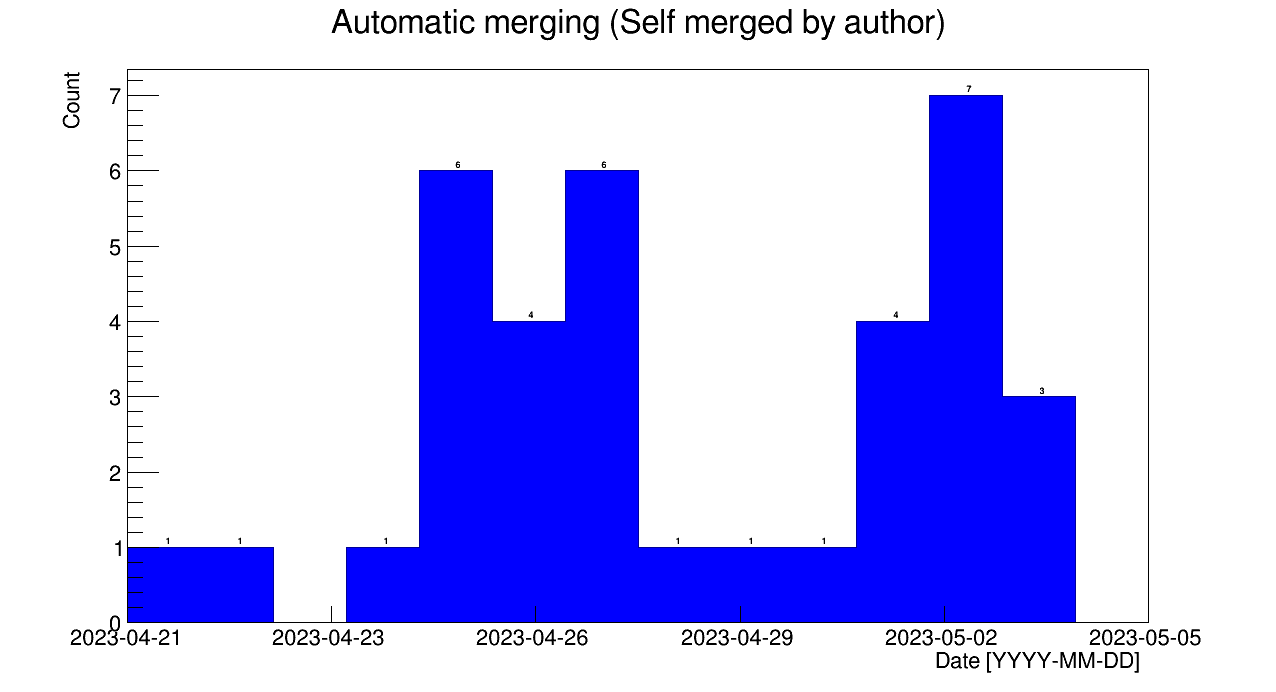 Automatic merging (Self merged by author)
Count
7
6
5
4
3
2
1
0
1 1 1 6 4 6 1 1 1 4 7 3
2023-04-21 2023-04-23 2023-04-26 2023-04-29 2023-05-02 2023-05-05
Date [YYYY-MM-DD]